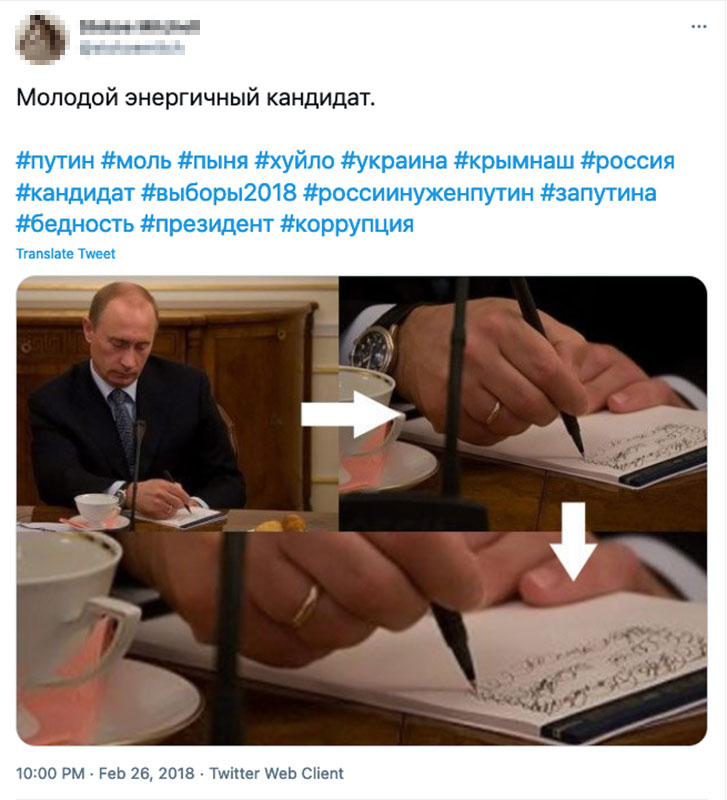 Молодой энергичный кандидат.
#путин #моль #пыня #хуйло #украина #крымнаш #россия
#кандидат #выборы2018 #россиинуженпутин #запутина
#бедность #президент #коррупция
Translate Tweet
10:00 PM · Feb 26, 2018 · Twitter Web Client